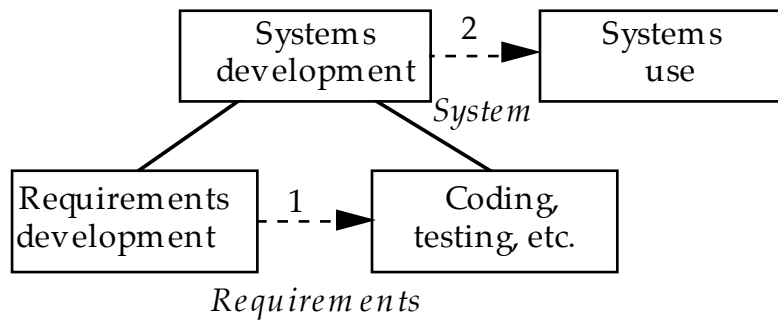 Systems
development
2
Systems
use
System
Requirements
development
1
Coding,
testing, etc.
Requirements